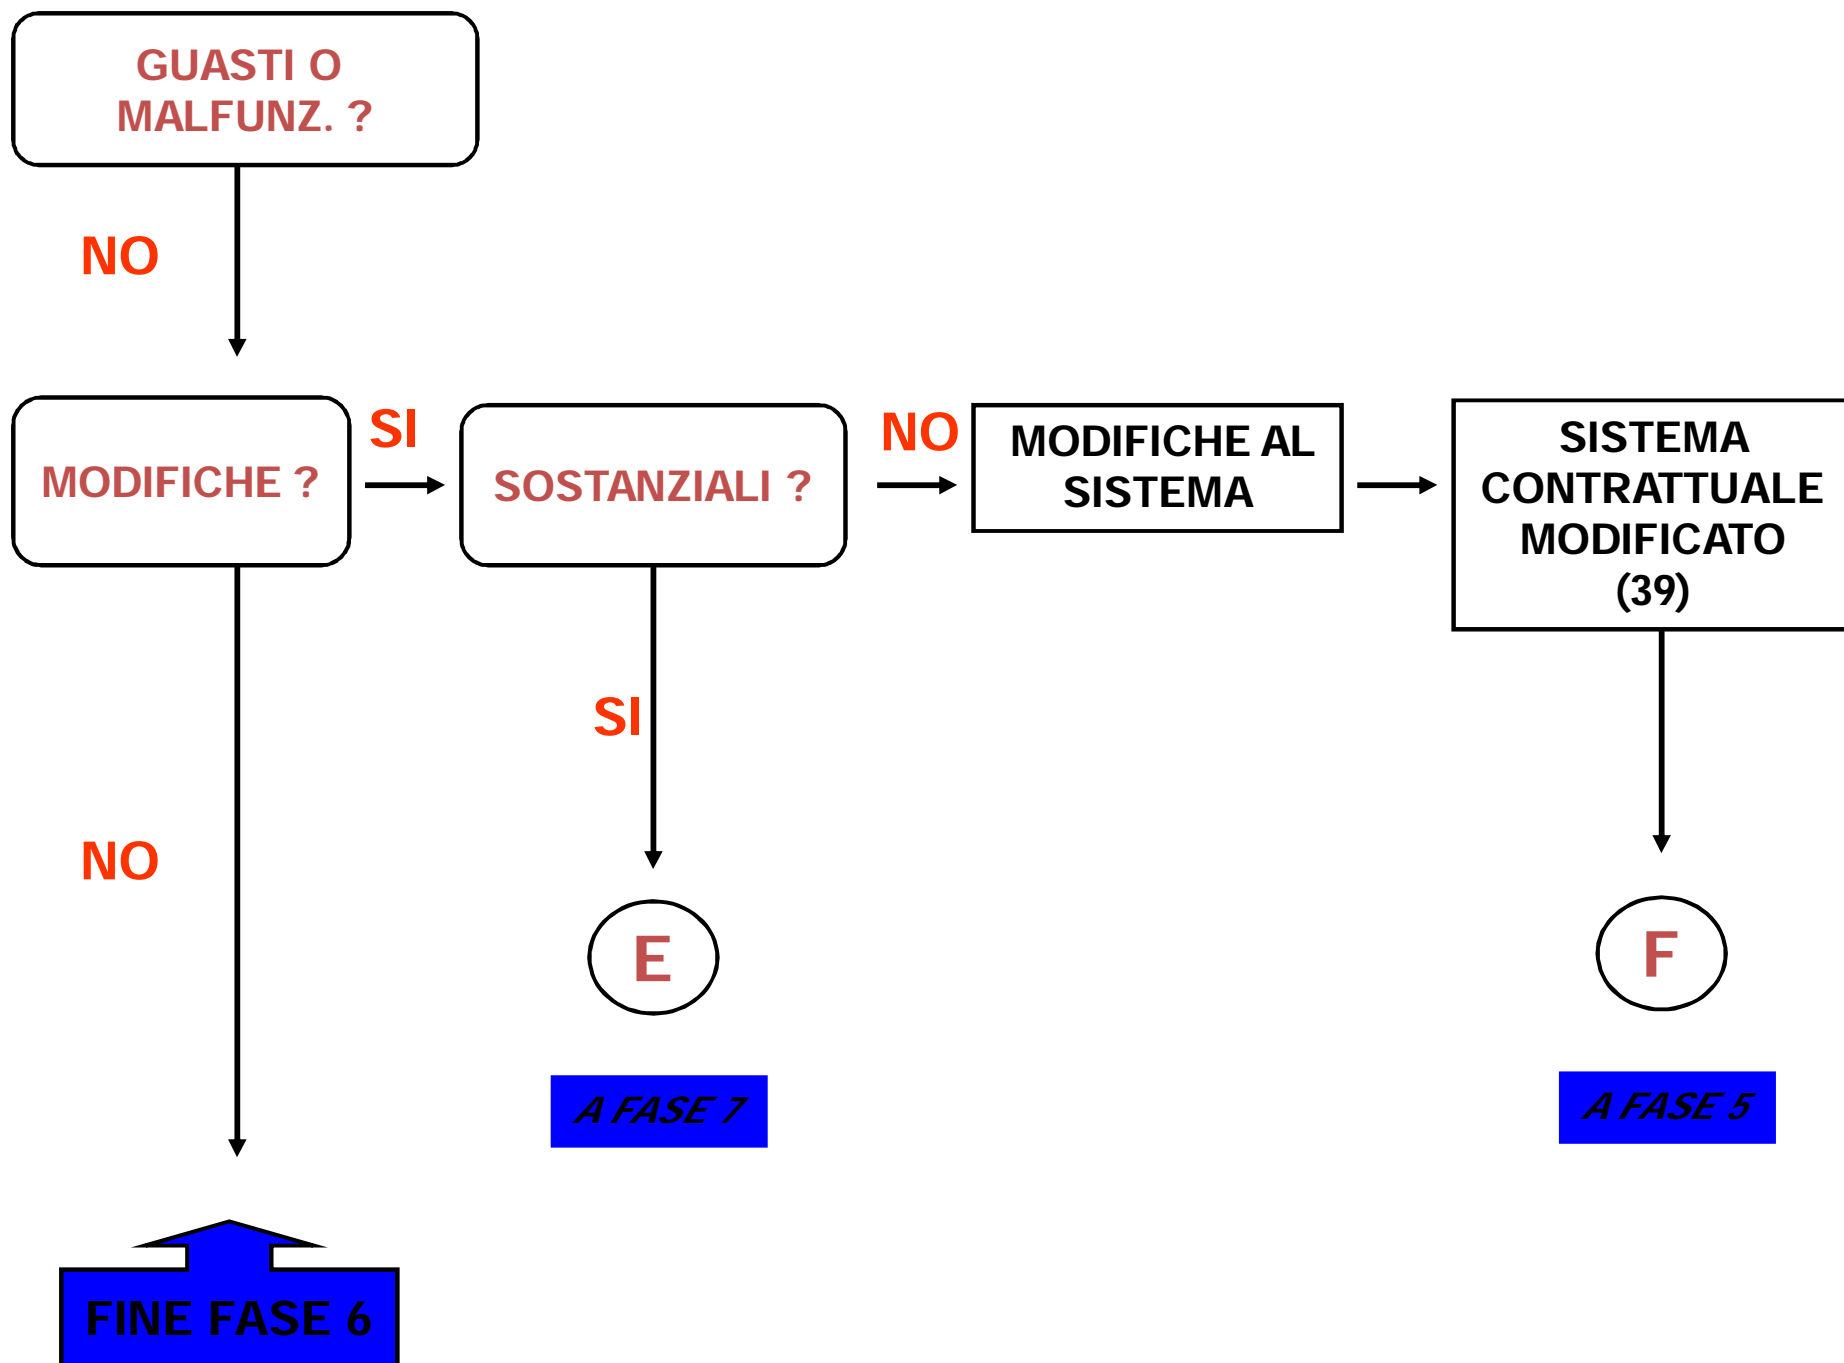 GUASTI O
MALFUNZ. ?
NO
MODIFICHE ?
SI
SOSTANZIALI ?
NO
MODIFICHE AL
SISTEMA
SISTEMA
CONTRATTUALE
MODIFICATO
(39)
SI
NO
E
F
A FASE 7
A FASE 5
FINE FASE 6